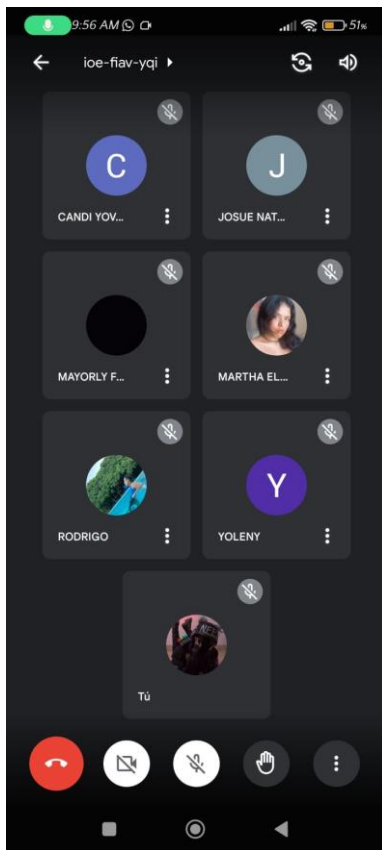 9:56 AM 51%
ioe-fiav-yqi
C
J
CANDI YOV...
JOSUE NAT...
MAYORLY F...
MARTHA EL...
Y
RODRIGO
YOLENY
Tú